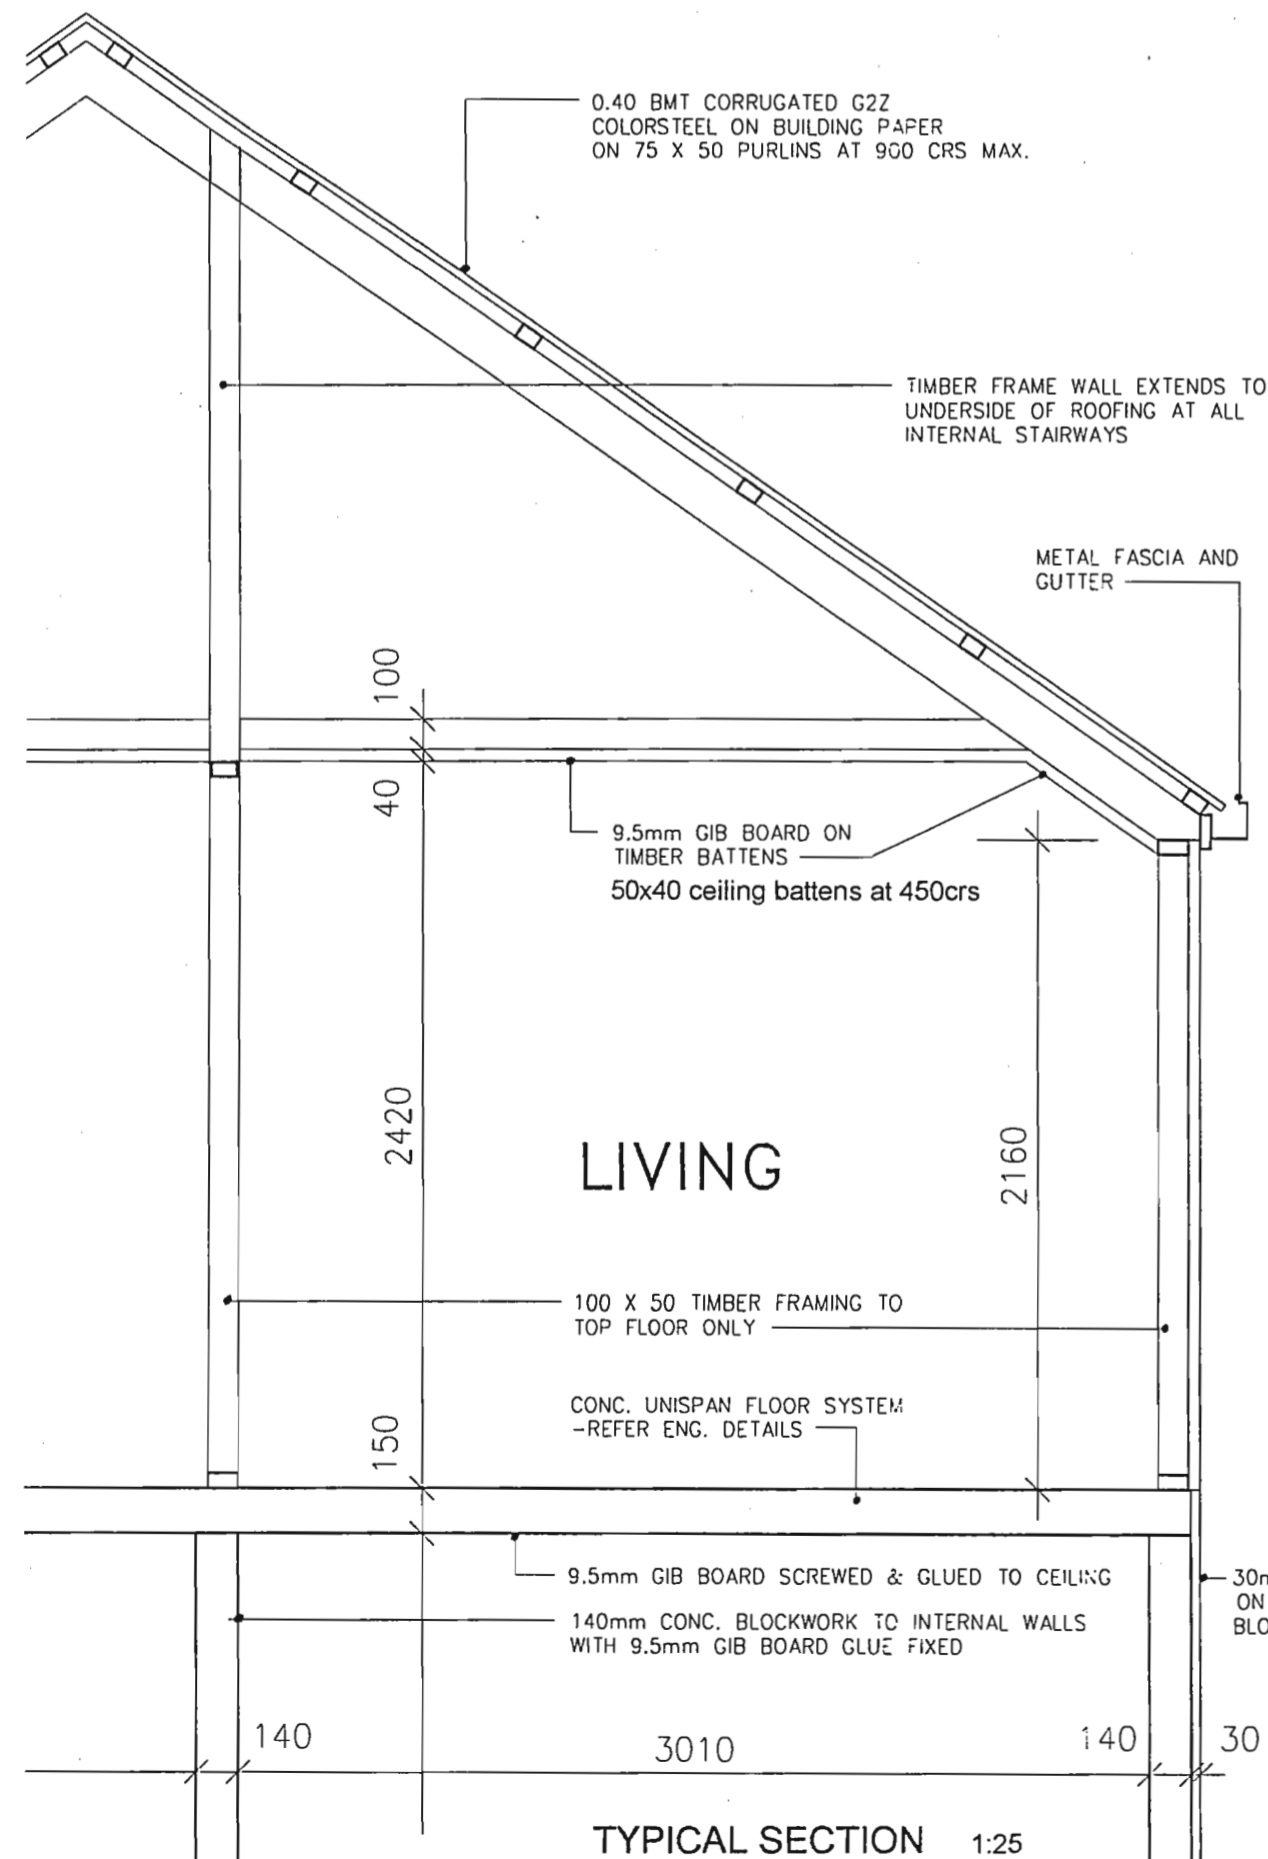 0.40 BMT CORRUGATED G2Z
COLORSTEEL ON BUILDING PAPER
ON 75 X 50 PURLINS AT 900 CRS MAX.
TIMBER FRAME WALL EXTENDS TO
UNDERSIDE OF ROOFING AT ALL
INTERNAL STAIRWAYS
METAL FASCIA AND
GUTTER
100
40
9.5mm GIB BOARD ON
TIMBER BATTENS
50x40 ceiling battens at 450crs
2420
LIVING
2160
100 X 50 TIMBER FRAMING TO
TOP FLOOR ONLY
CONC. UNISPAN FLOOR SYSTEM
-REFER ENG. DETAILS
150
9.5mm GIB BOARD SCREWED & GLUED TO CEILING
140mm CONC. BLOCKWORK TO INTERNAL WALLS
WITH 9.5mm GIB BOARD GLUE FIXED
30m
ON
BLO
140
3010
140
30
TYPICAL SECTION 1:25